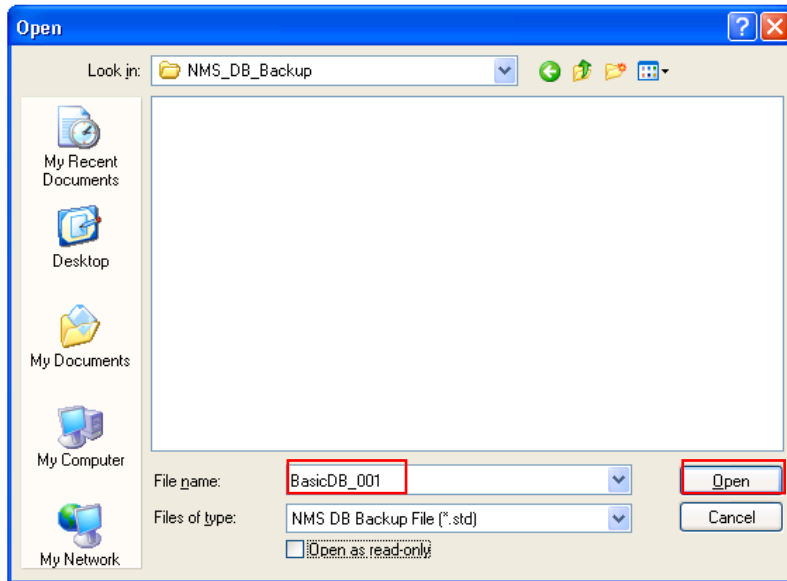 Open
Look in:
NMS_DB_Backup
My Recent
Documents
Desktop
My Documents
My Computer
My Network
File name:
BasicDB_001
Open
Files of type:
NMS DB Backup File (*.std)
Cancel
Open as read-only